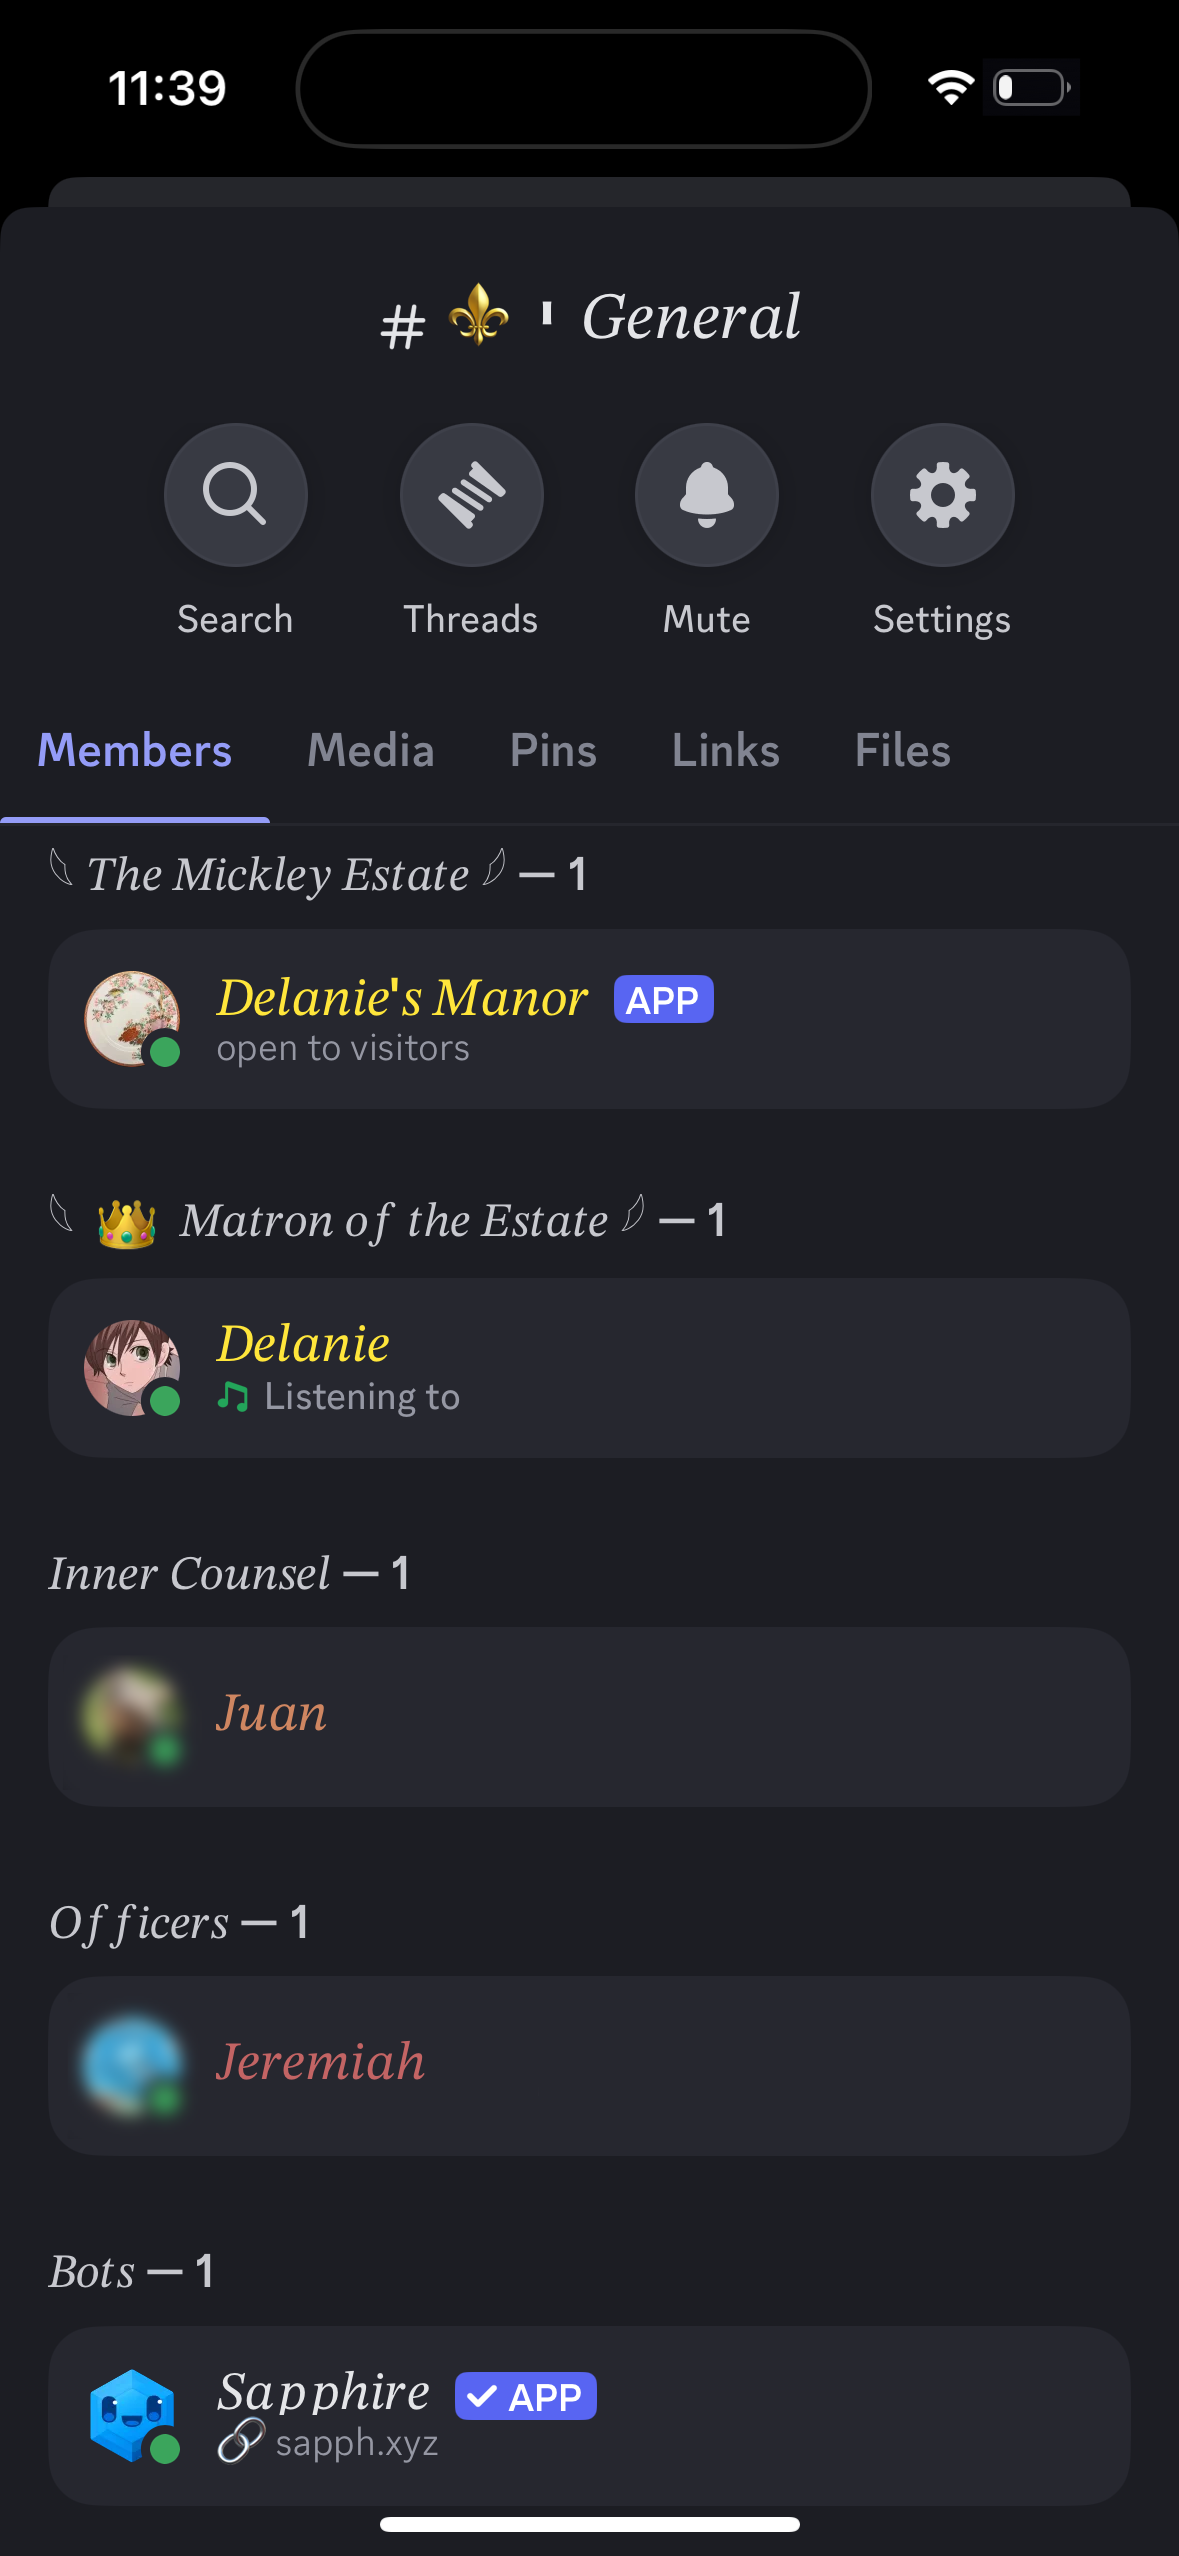 11:39
# ⚜️ ╹ General
Search Threads Mute Settings
Members Media Pins Links Files
The Mickley Estate — 1
Delanie's Manor APP
open to visitors
👑 Matron of the Estate — 1
Delanie
Listening to
Inner Counsel — 1
Juan
Officers — 1
Jeremiah
Bots — 1
Sapphire ✓ APP
🔗 sapph.xyz